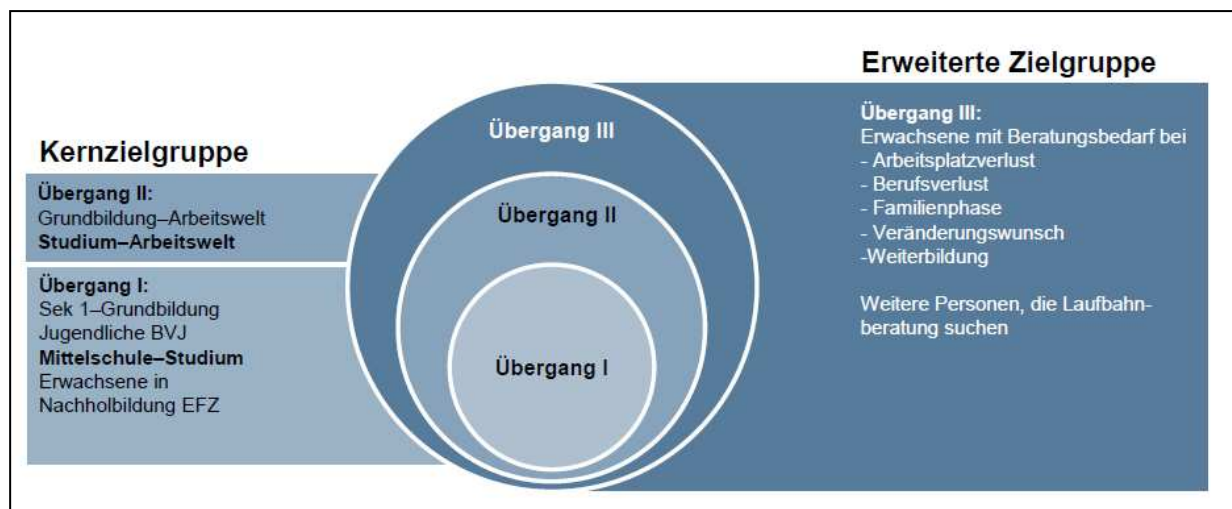 Kernzielgruppe
Übergang II:
Grundbildung–Arbeitswelt
Studium–Arbeitswelt
Übergang I:
Sek 1–Grundbildung
Jugendliche BVJ
Mittelschule–Studium
Erwachsene in
Nachholbildung EFZ
Übergang III
Übergang II
Übergang I
Erweiterte Zielgruppe
Übergang III:
Erwachsene mit Beratungsbedarf bei
- Arbeitsplatzverlust
- Berufsverlust
- Familienphase
- Veränderungswunsch
-Weiterbildung
Weitere Personen, die Laufbahn-
beratung suchen